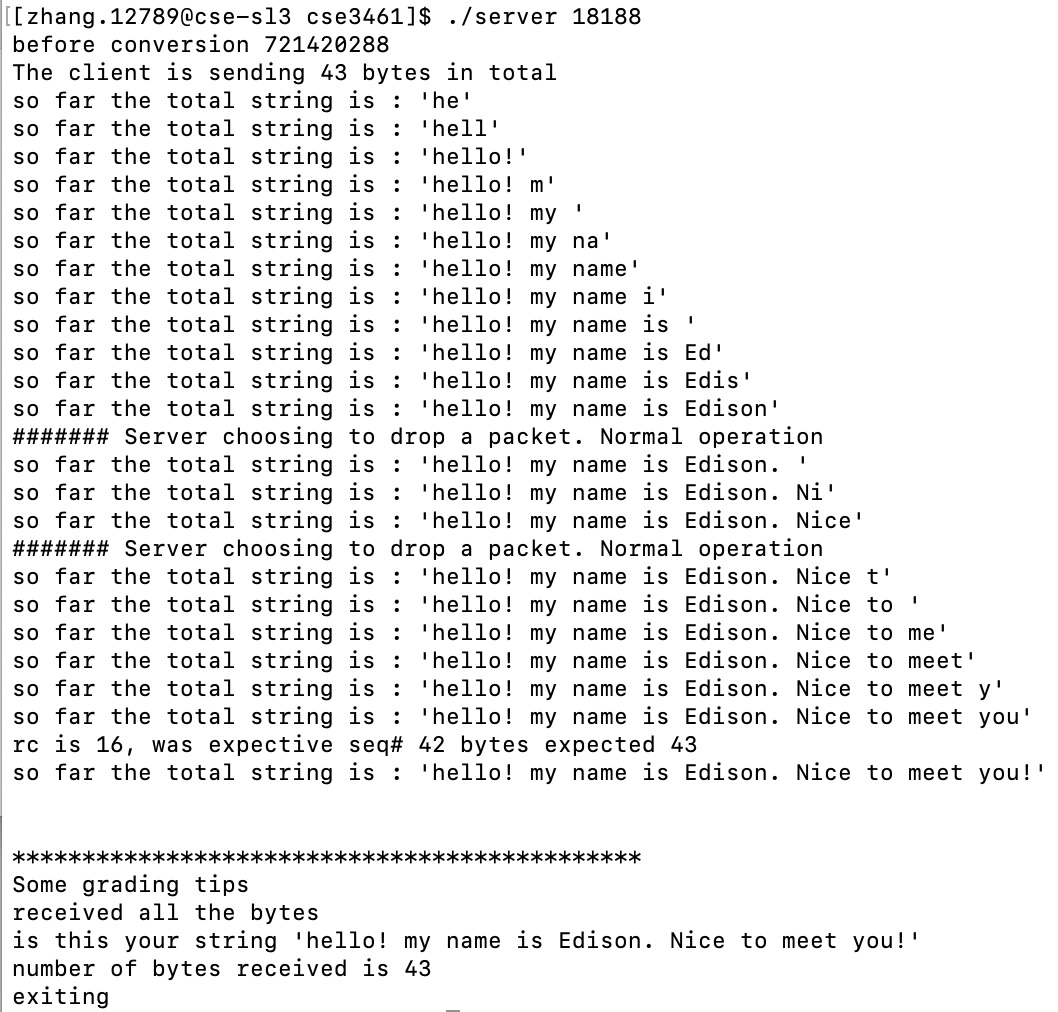 [[zhang.12789@cse-sl3 cse3461]$ ./server 18188
before conversion 721420288
The client is sending 43 bytes in total
so far the total string is : 'he'
so far the total string is : 'hell'
so far the total string is : 'hello!'
so far the total string is : 'hello! m'
so far the total string is : 'hello! my '
so far the total string is : 'hello! my na'
so far the total string is : 'hello! my name'
so far the total string is : 'hello! my name i'
so far the total string is : 'hello! my name is '
so far the total string is : 'hello! my name is Ed'
so far the total string is : 'hello! my name is Edis'
so far the total string is : 'hello! my name is Edison'
####### Server choosing to drop a packet. Normal operation
so far the total string is : 'hello! my name is Edison. '
so far the total string is : 'hello! my name is Edison. Ni'
so far the total string is : 'hello! my name is Edison. Nice'
####### Server choosing to drop a packet. Normal operation
so far the total string is : 'hello! my name is Edison. Nice t'
so far the total string is : 'hello! my name is Edison. Nice to '
so far the total string is : 'hello! my name is Edison. Nice to me'
so far the total string is : 'hello! my name is Edison. Nice to meet'
so far the total string is : 'hello! my name is Edison. Nice to meet y'
so far the total string is : 'hello! my name is Edison. Nice to meet you'
rc is 16, was expective seq# 42 bytes expected 43
so far the total string is : 'hello! my name is Edison. Nice to meet you!'
*********************************************
Some grading tips
received all the bytes
is this your string 'hello! my name is Edison. Nice to meet you!'
number of bytes received is 43
exiting